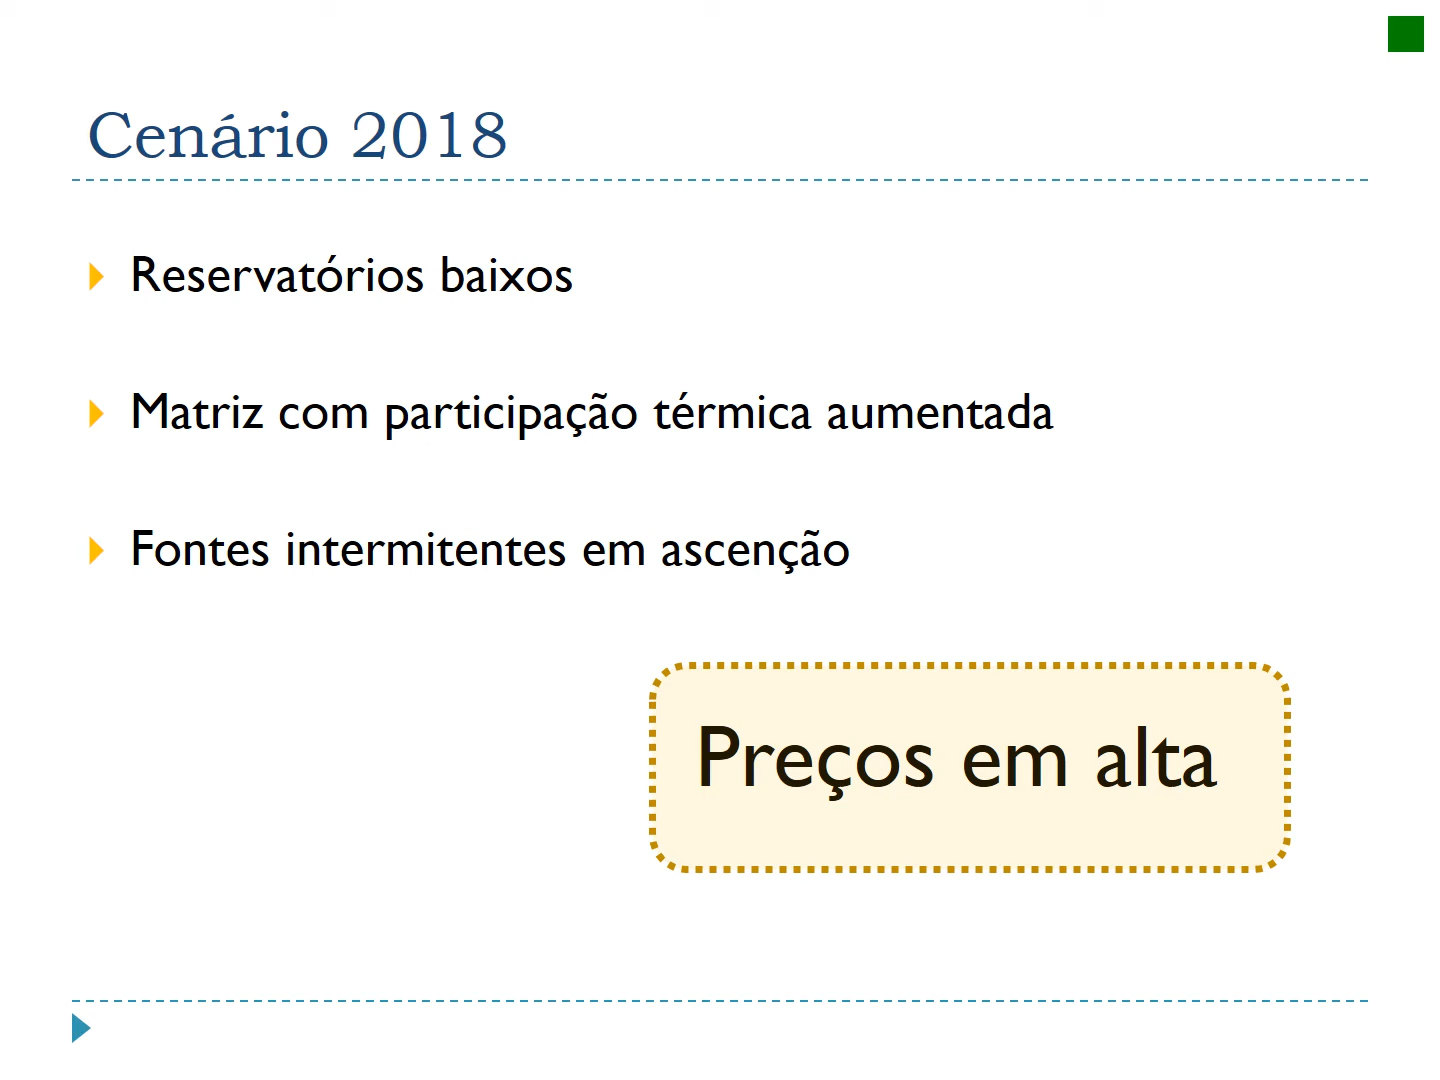 Cenário 2018
Reservatórios baixos
Matriz com participação térmica aumentada
Fontes intermitentes em ascenção
Preços em alta